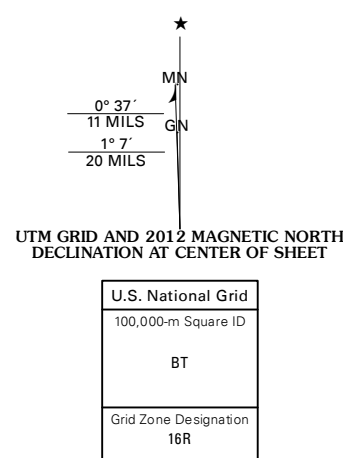 MN
0° 37´
11 MILS
GN
1° 7´
20 MILS
UTM GRID AND 2012 MAGNETIC NORTH
DECLINATION AT CENTER OF SHEET
U.S. National Grid
100,000-m Square ID
BT
Grid Zone Designation
16R